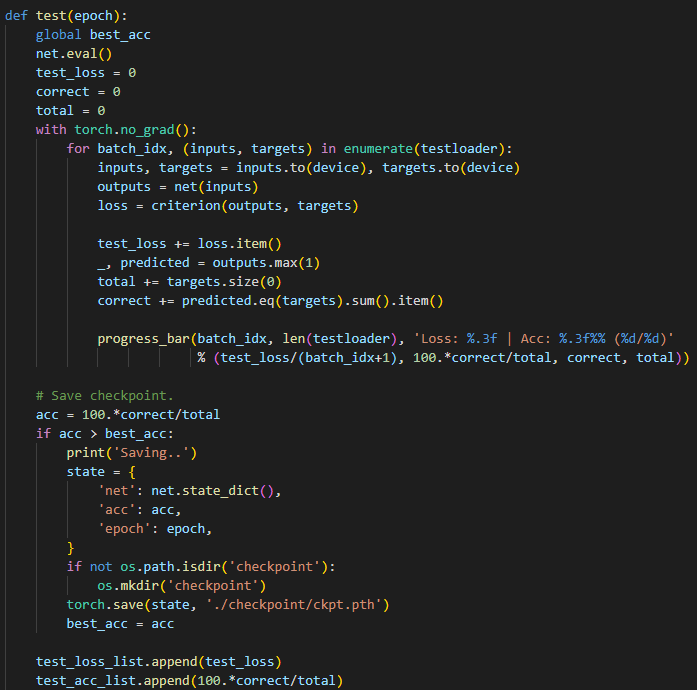 def test(epoch):
    global best_acc
    net.eval()
    test_loss = 0
    correct = 0
    total = 0
    with torch.no_grad():
        for batch_idx, (inputs, targets) in enumerate(testloader):
            inputs, targets = inputs.to(device), targets.to(device)
            outputs = net(inputs)
            loss = criterion(outputs, targets)

            test_loss += loss.item()
            _, predicted = outputs.max(1)
            total += targets.size(0)
            correct += predicted.eq(targets).sum().item()

            progress_bar(batch_idx, len(testloader), 'Loss: %.3f | Acc: %.3f%% (%d/%d)'
                         % (test_loss/(batch_idx+1), 100.*correct/total, correct, total))

    # Save checkpoint.
    acc = 100.*correct/total
    if acc > best_acc:
        print('Saving..')
        state = {
            'net': net.state_dict(),
            'acc': acc,
            'epoch': epoch,
        }
        if not os.path.isdir('checkpoint'):
            os.mkdir('checkpoint')
        torch.save(state, './checkpoint/ckpt.pth')
        best_acc = acc

    test_loss_list.append(test_loss)
    test_acc_list.append(100.*correct/total)